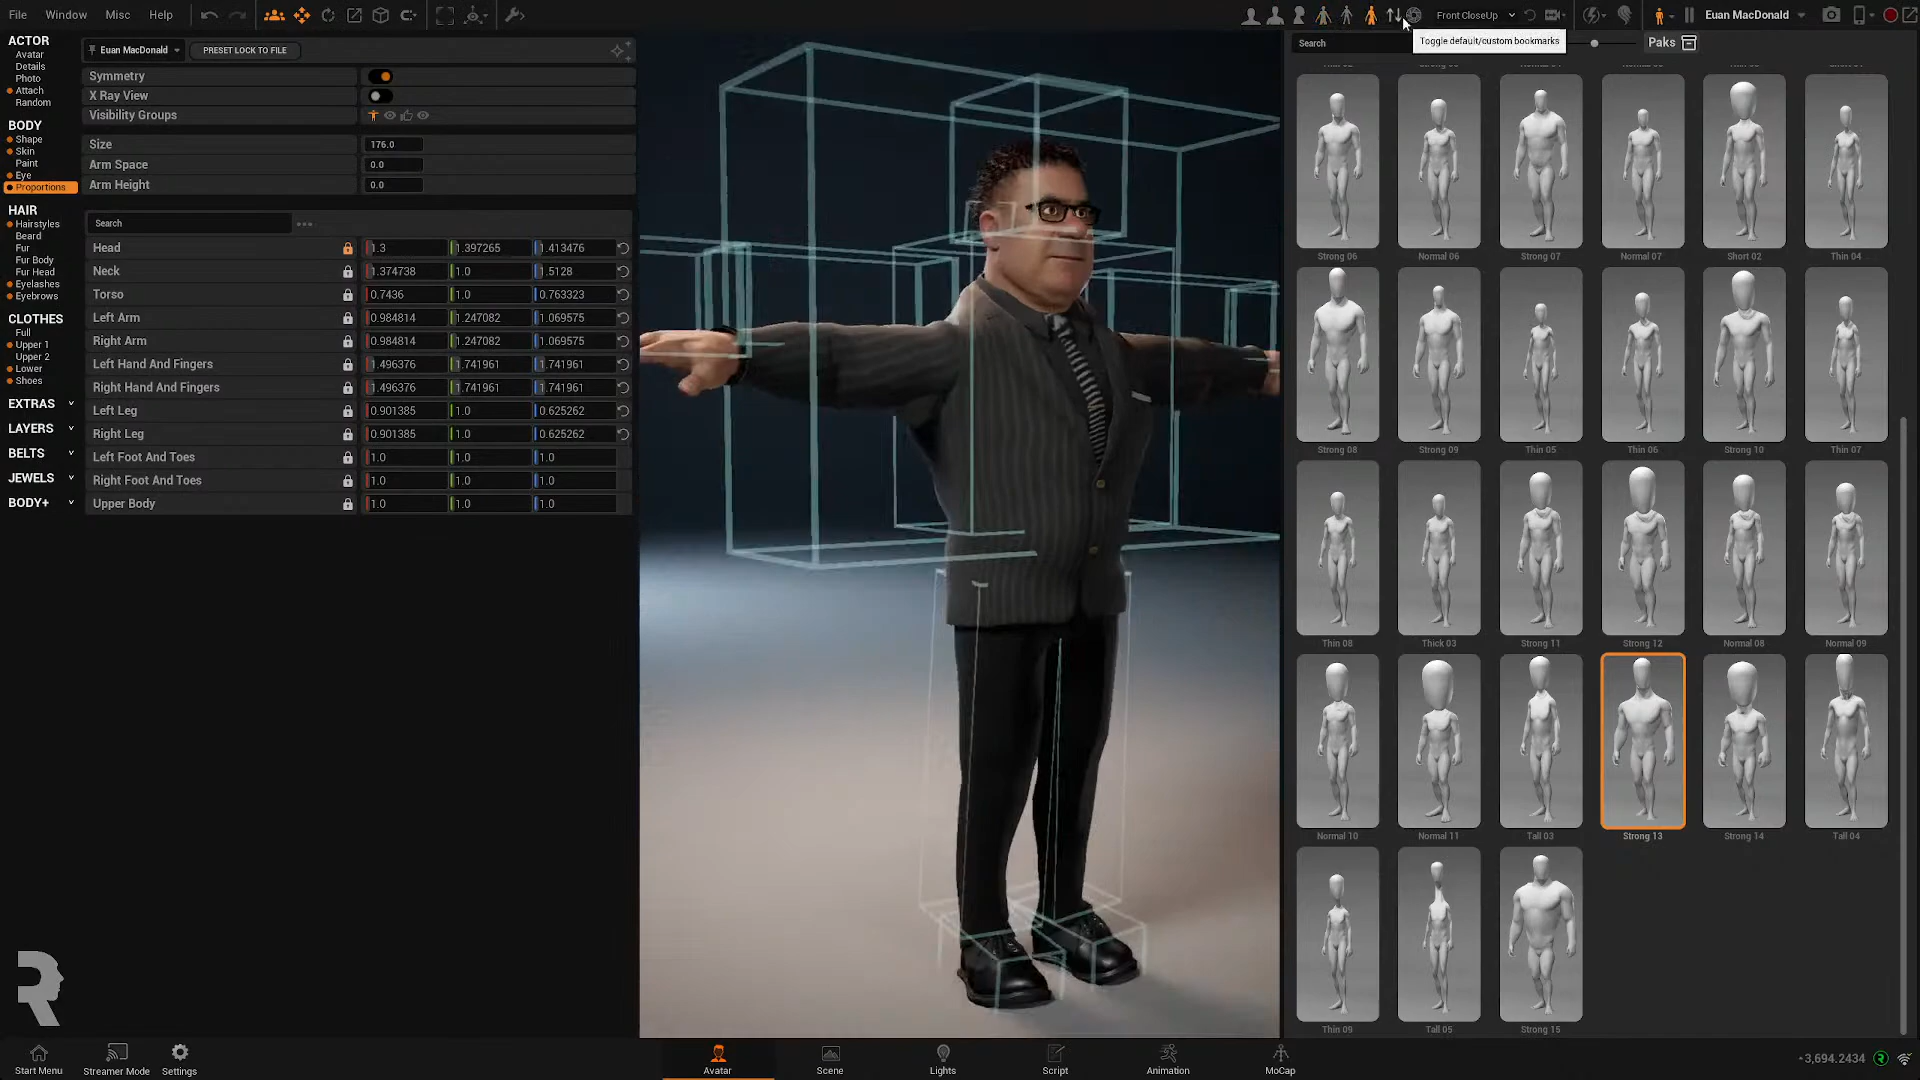 File Window Misc Help
Front CloseUp
Euan MacDonald
Toggle default/custom bookmarks
ACTOR
Avatar
Details
Photo
Attach
Random
BODY
Shape
Skin
Paint
Eye
Proportions
HAIR
Hairstyles
Beard
Fur
Fur Body
Fur Head
Eyelashes
Eyebrows
CLOTHES
Full
Upper 1
Upper 2
Lower
Shoes
EXTRAS
LAYERS
BELTS
JEWELS
BODY+
Euan MacDonald PRESET LOCK TO FILE
Symmetry
X Ray View
Visibility Groups
Size 176.0
Arm Space 0.0
Arm Height 0.0
Search
Head 1.3 1.397265 1.413476
Neck 1.374738 1.0 1.5128
Torso 0.7436 1.0 0.763323
Left Arm 0.984814 1.247082 1.069575
Right Arm 0.984814 1.247082 1.069575
Left Hand And Fingers 1.496376 1.741961 1.741961
Right Hand And Fingers 1.496376 1.741961 1.741961
Left Leg 0.901385 1.0 0.625262
Right Leg 0.901385 1.0 0.625262
Left Foot And Toes 1.0 1.0 1.0
Right Foot And Toes 1.0 1.0 1.0
Upper Body 1.0 1.0 1.0
Search Paks
Strong 06 Normal 06 Strong 07 Normal 07 Short 02 Thin 04
Strong 08 Strong 09 Thin 05 Thin 06 Strong 10 Thin 07
Thin 08 Thick 03 Strong 11 Strong 12 Normal 08 Normal 09
Normal 10 Normal 11 Tall 03 Strong 13 Strong 14 Tall 04
Thin 09 Tall 05 Strong 15
Start Menu Streamer Mode Settings
Avatar Scene Lights Script Animation MoCap
3,694.2434